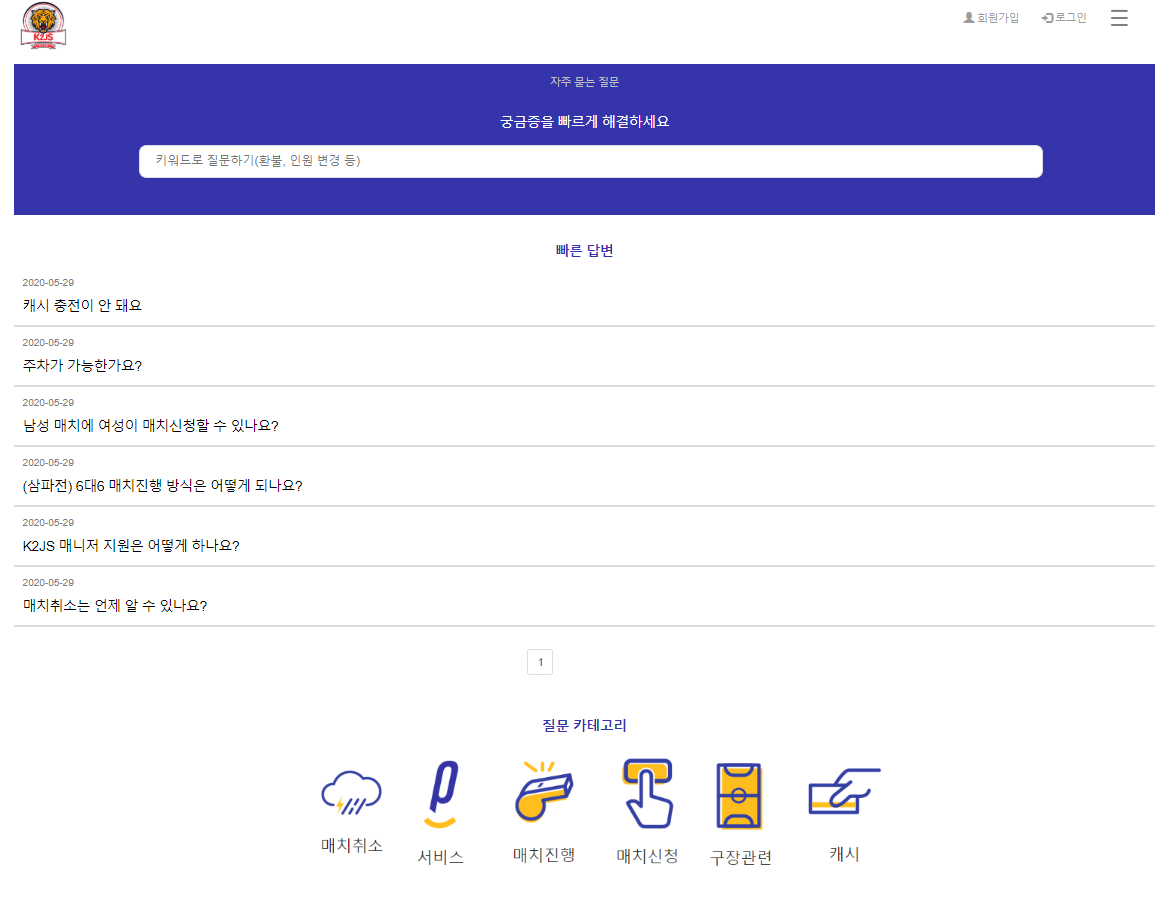 K2JS
회원가입
로그인
자주 묻는 질문
궁금증을 빠르게 해결하세요
키워드로 질문하기(환불, 인원 변경 등)
빠른 답변
2020-05-29
캐시 충전이 안 돼요
2020-05-29
주차가 가능한가요?
2020-05-29
남성 매치에 여성이 매치신청할 수 있나요?
2020-05-29
(삼파전) 6대6 매치진행 방식은 어떻게 되나요?
2020-05-29
K2JS 매니저 지원은 어떻게 하나요?
2020-05-29
매치취소는 언제 알 수 있나요?
1
질문 카테고리
매치취소
서비스
매치진행
매치신청
구장관련
캐시